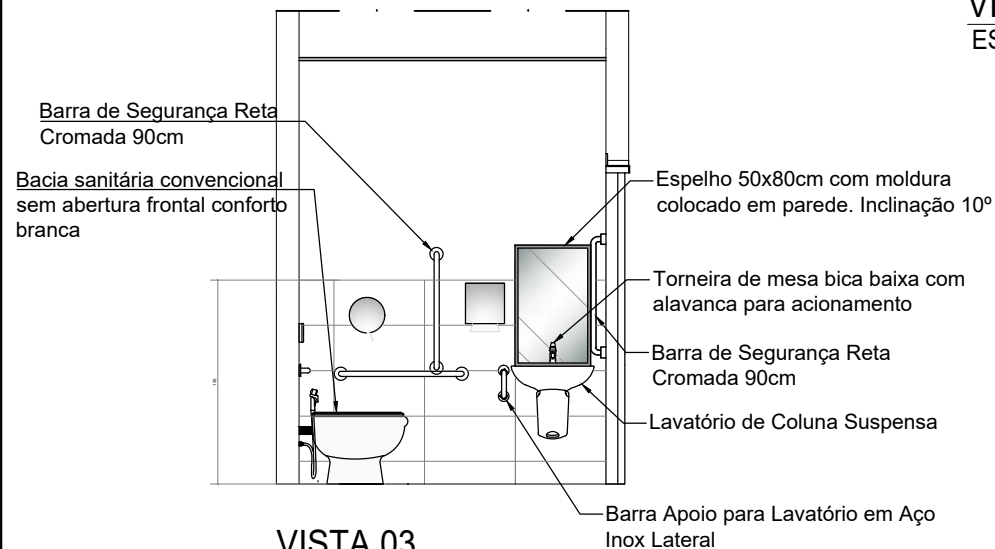 Barra de Segurança Reta
Cromada 90cm
Bacia sanitária convencional
sem abertura frontal conforto
branca
Espelho 50x80cm com moldura
colocado em parede. Inclinação 10º
Torneira de mesa bica baixa com
alavanca para acionamento
Barra de Segurança Reta
Cromada 90cm
Lavatório de Coluna Suspensa
Barra Apoio para Lavatório em Aço
Inox Lateral
VISTA 03